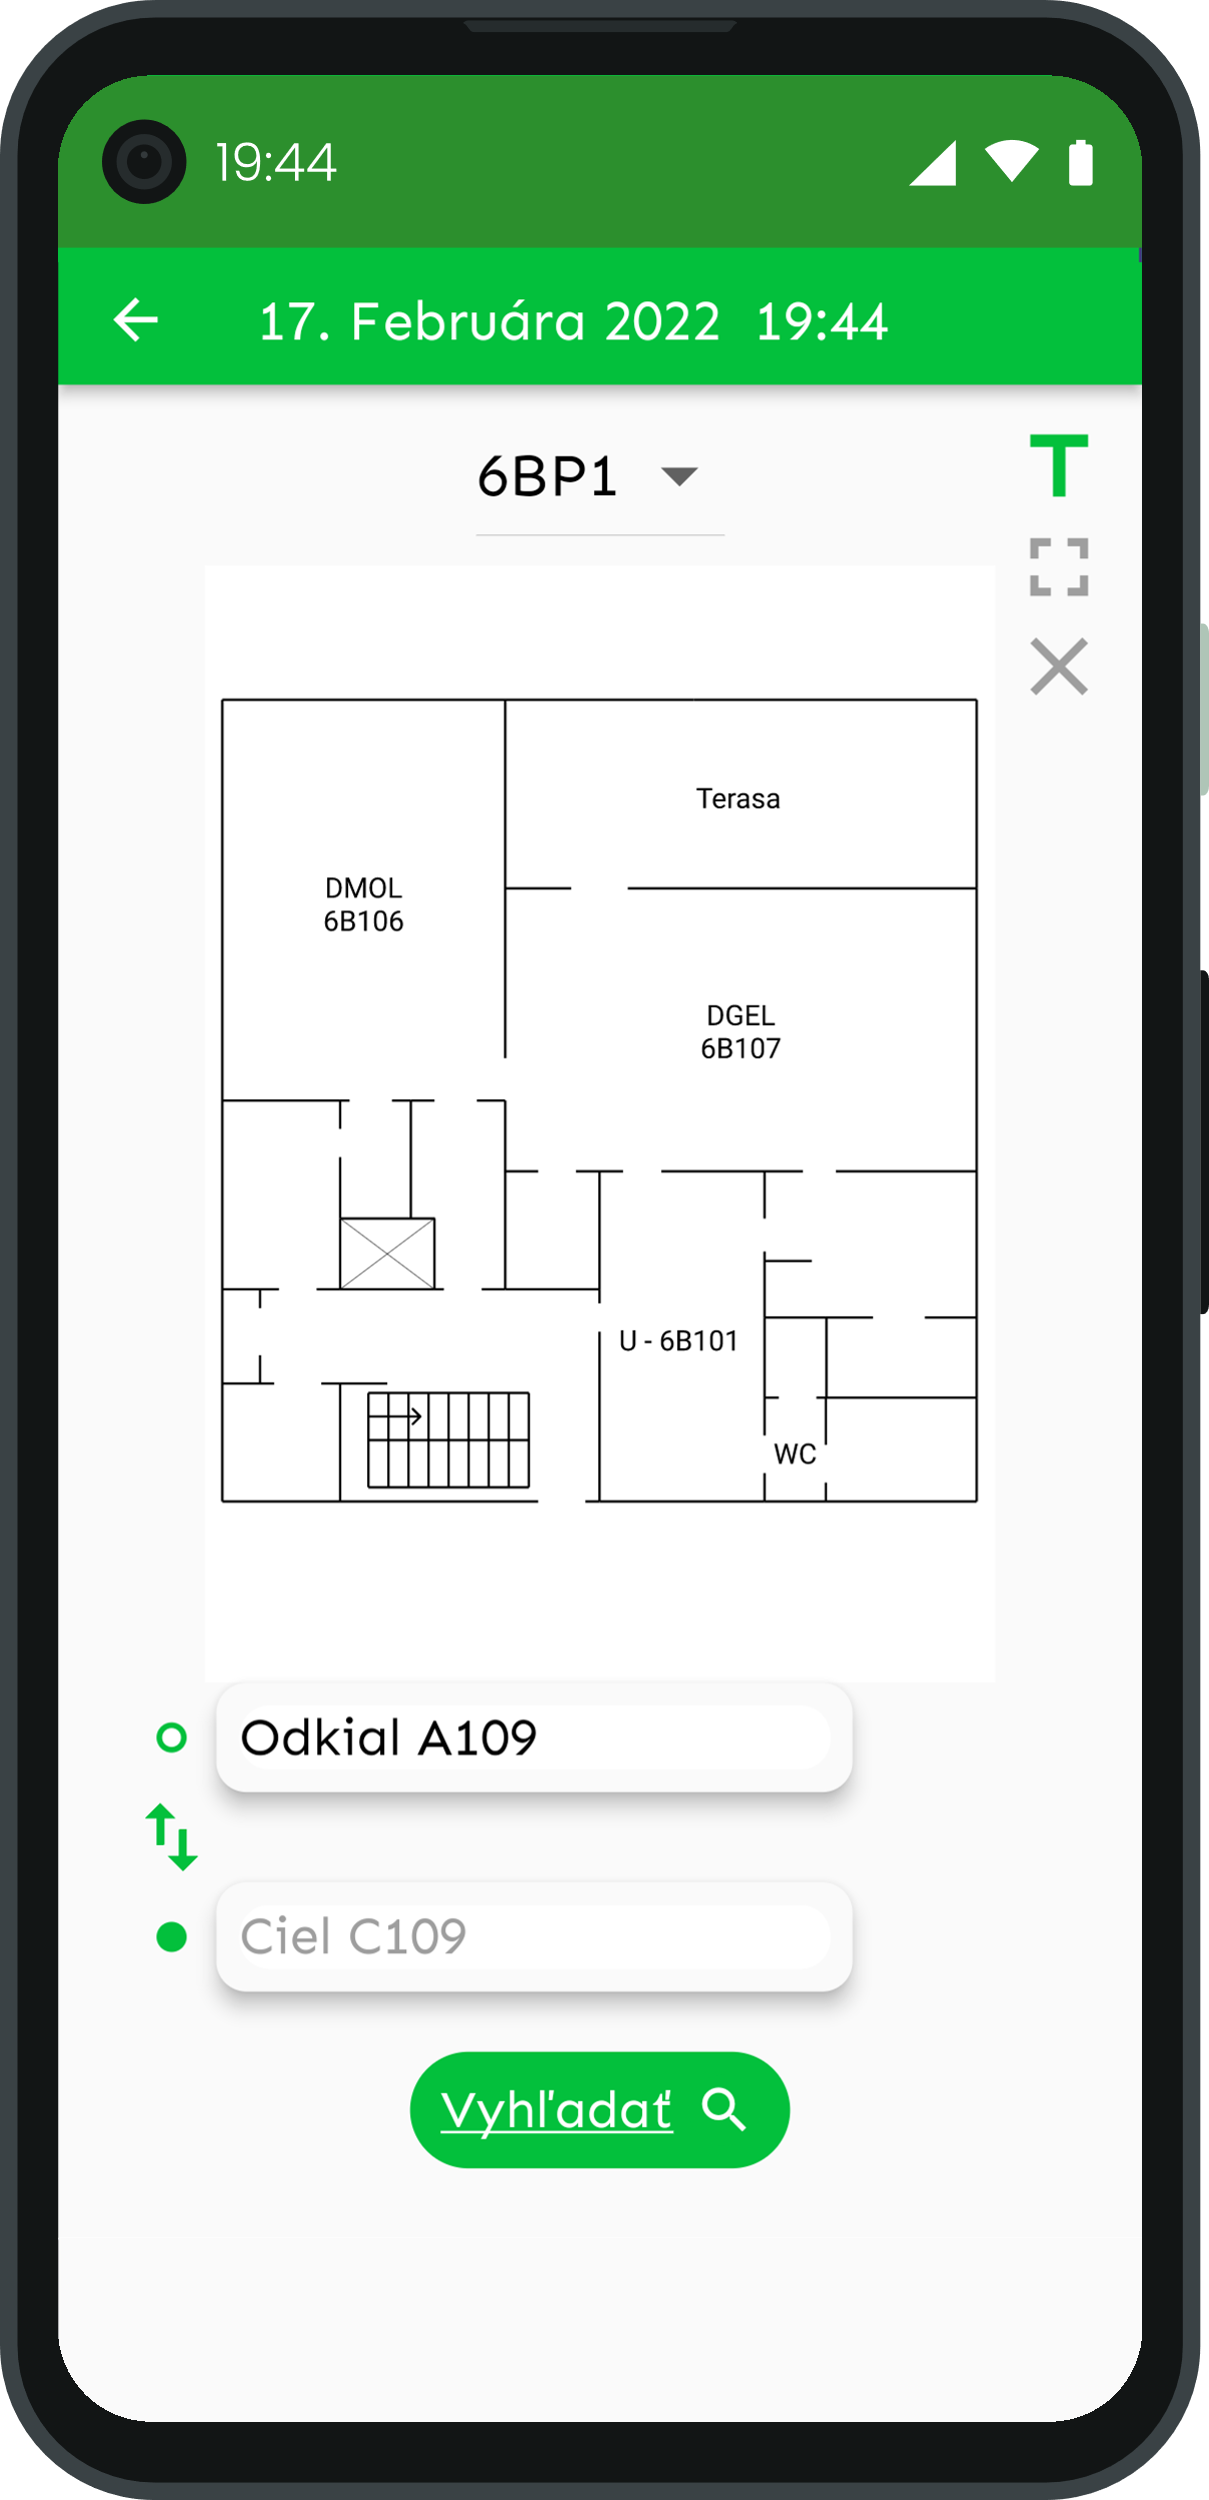 19:44
17. Februára 2022 19:44
6BP1
T
Terasa
DMOL
6B106
DGEL
6B107
U - 6B101
WC
Odkial A109
Ciel C109
Vyhľadať